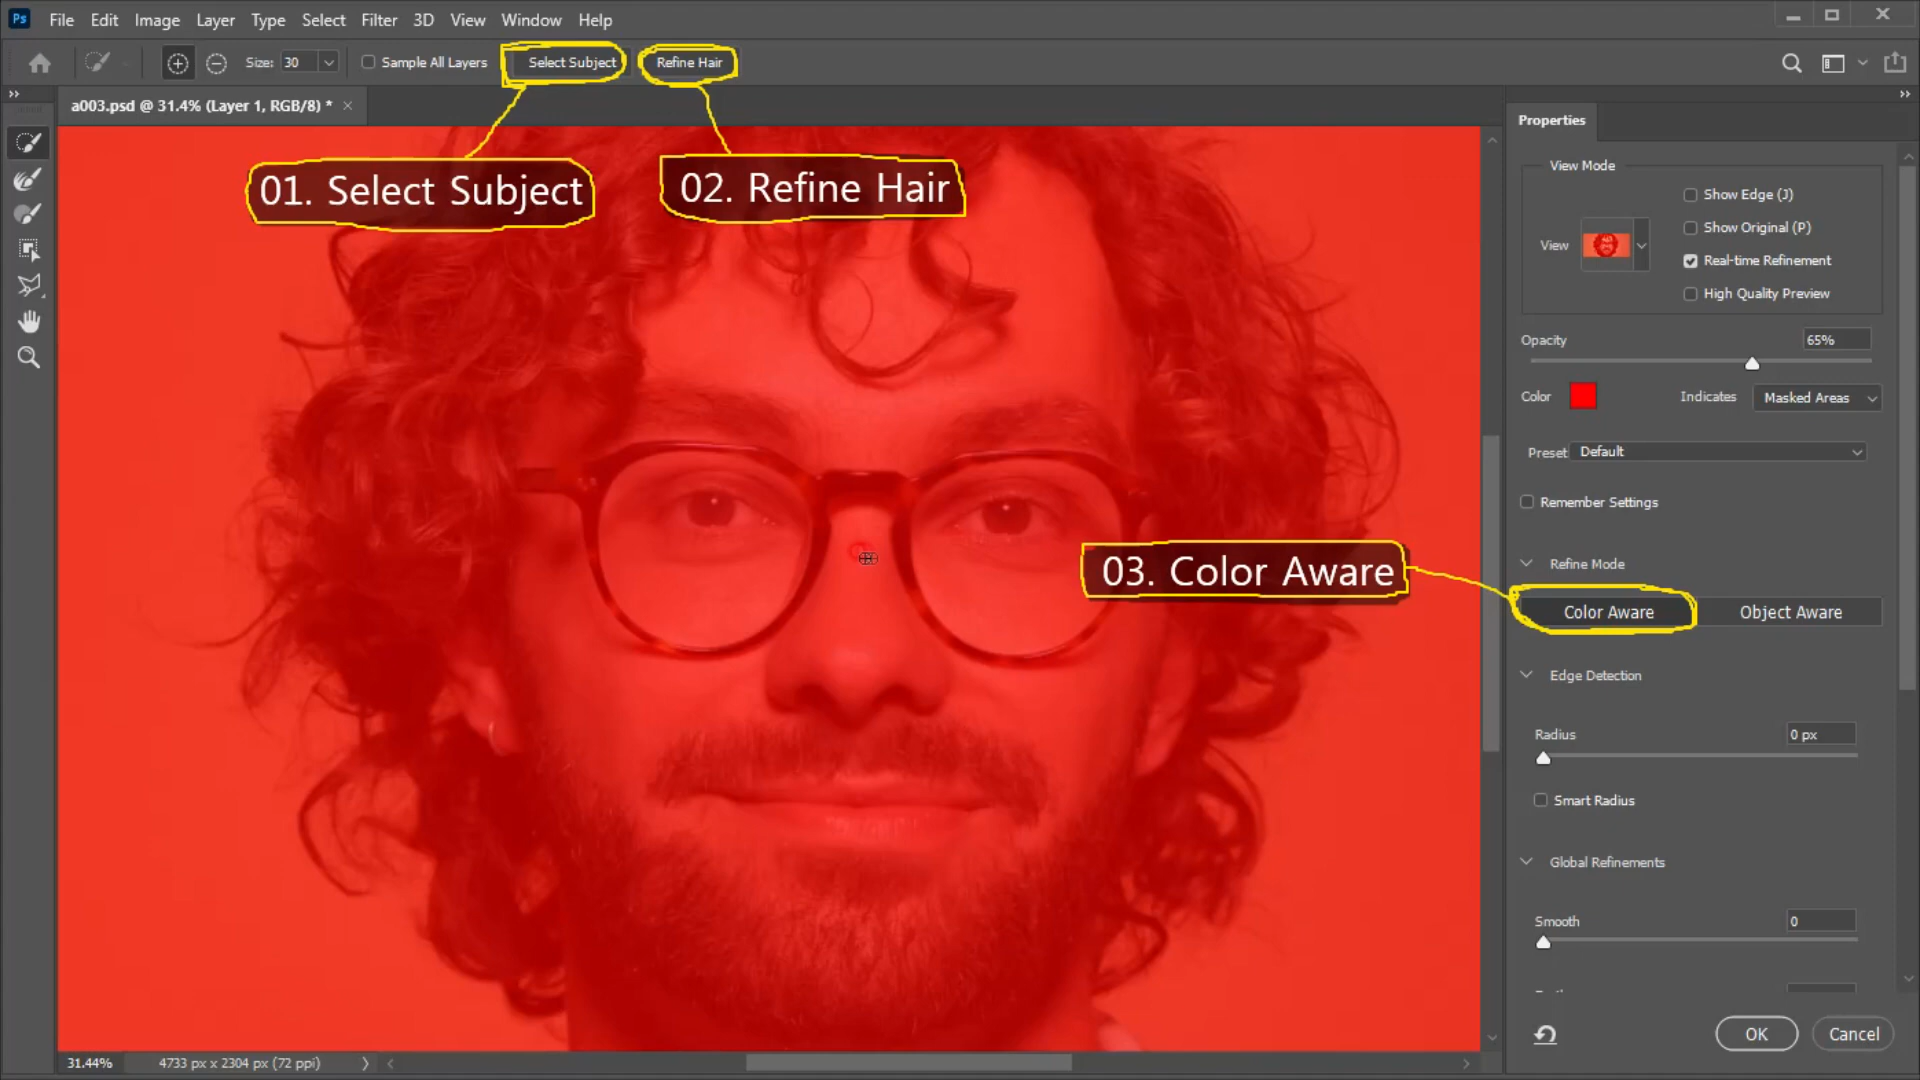 Ps File Edit Image Layer Type Select Filter 3D View Window Help
Size: 30 Sample All Layers Select Subject Refine Hair
a003.psd @ 31.4% (Layer 1, RGB/8) *
01. Select Subject
02. Refine Hair
03. Color Aware
Properties
View Mode
Show Edge (J)
Show Original (P)
View
Real-time Refinement
High Quality Preview
Opacity 65%
Color Indicates Masked Areas
Preset Default
Remember Settings
Refine Mode
Color Aware Object Aware
Edge Detection
Radius 0 px
Smart Radius
Global Refinements
Smooth 0
OK Cancel
31.44% 4733 px x 2304 px (72 ppi)